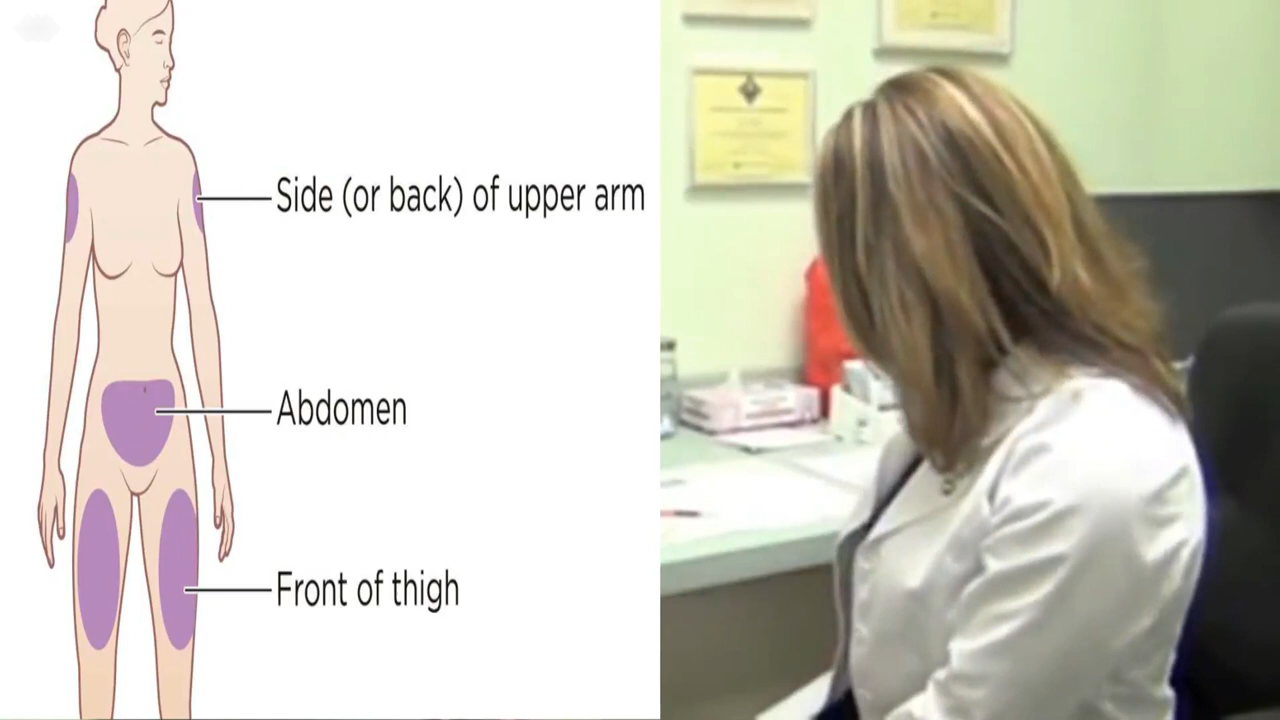 Side (or back) of upper arm
Abdomen
Front of thigh